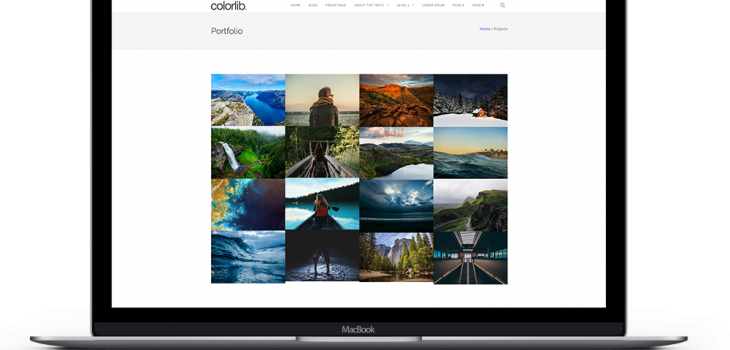 colorlib.
HOME BLOG FRONT PAGE ABOUT THE TESTS LEVEL 1 LOREM IPSUM PAGE A PAGE B
Portfolio
Home » Projects
MacBook